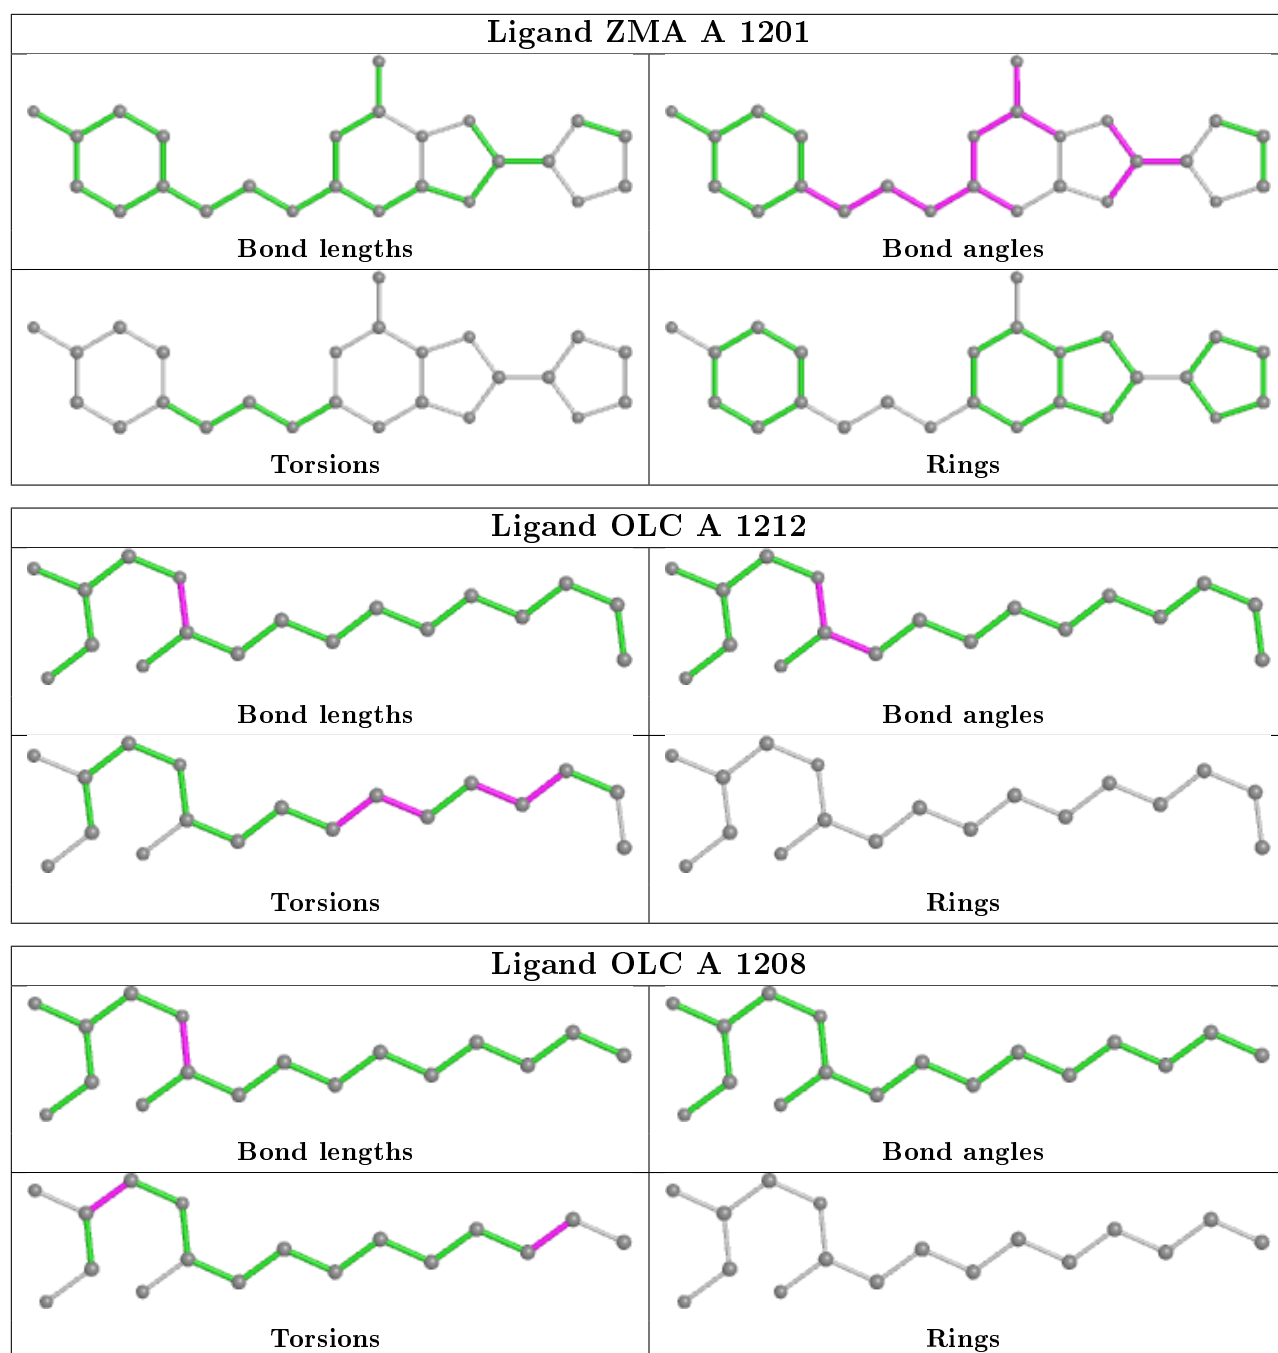 Ligand ZMA A 1201
Bond lengths Bond angles
Torsions Rings
Ligand OLC A 1212
Bond lengths Bond angles
Torsions Rings
Ligand OLC A 1208
Bond lengths Bond angles
Torsions Rings